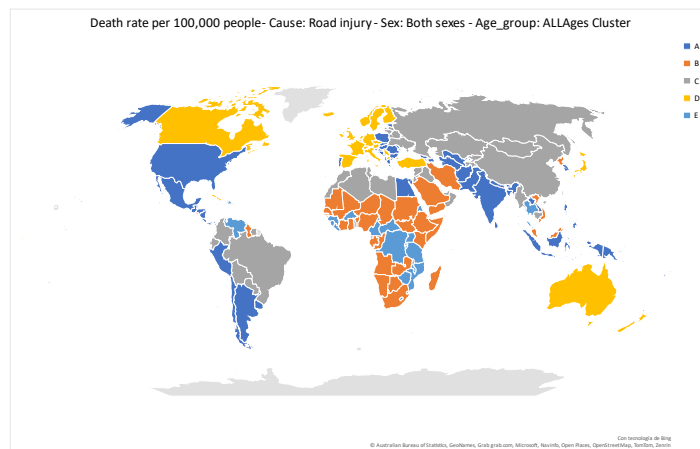 Death rate per 100,000 people- Cause: Road injury - Sex: Both sexes - Age_group: ALLAges Cluster
A
B
C
D
E
Con tecnología de Bing
© Australian Bureau of Statistics, GeoNames, Grab grab.com, Microsoft, Navinfo, Open Places, OpenStreetMap, TomTom, Zenrin